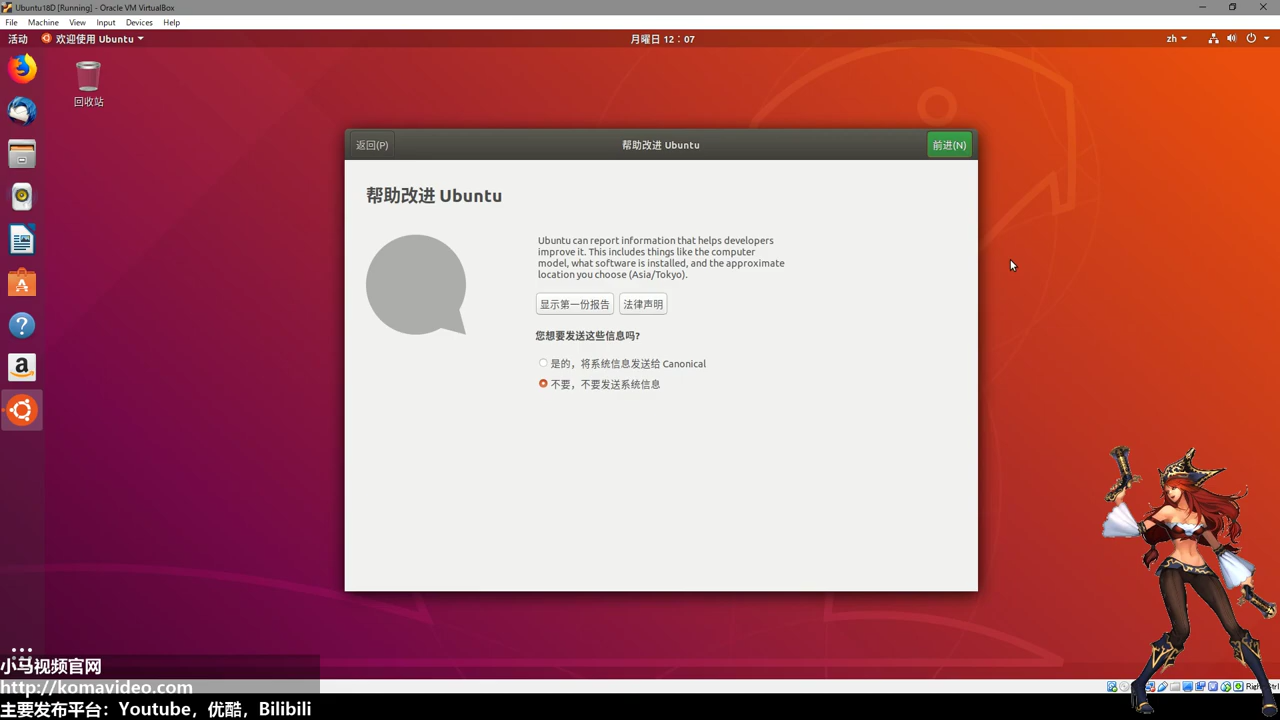 Ubuntu18D [Running] - Oracle VM VirtualBox
File Machine View Input Devices Help
活动 欢迎使用 Ubuntu 月曜日 12：07 zh
回收站
返回(P) 帮助改进 Ubuntu 前进(N)
帮助改进 Ubuntu
Ubuntu can report information that helps developers
improve it. This includes things like the computer
model, what software is installed, and the approximate
location you choose (Asia/Tokyo).
显示第一份报告 法律声明
您想要发送这些信息吗?
是的，将系统信息发送给 Canonical
不要，不要发送系统信息
小马视频官网
http://komavideo.com
主要发布平台：Youtube，优酷，Bilibili